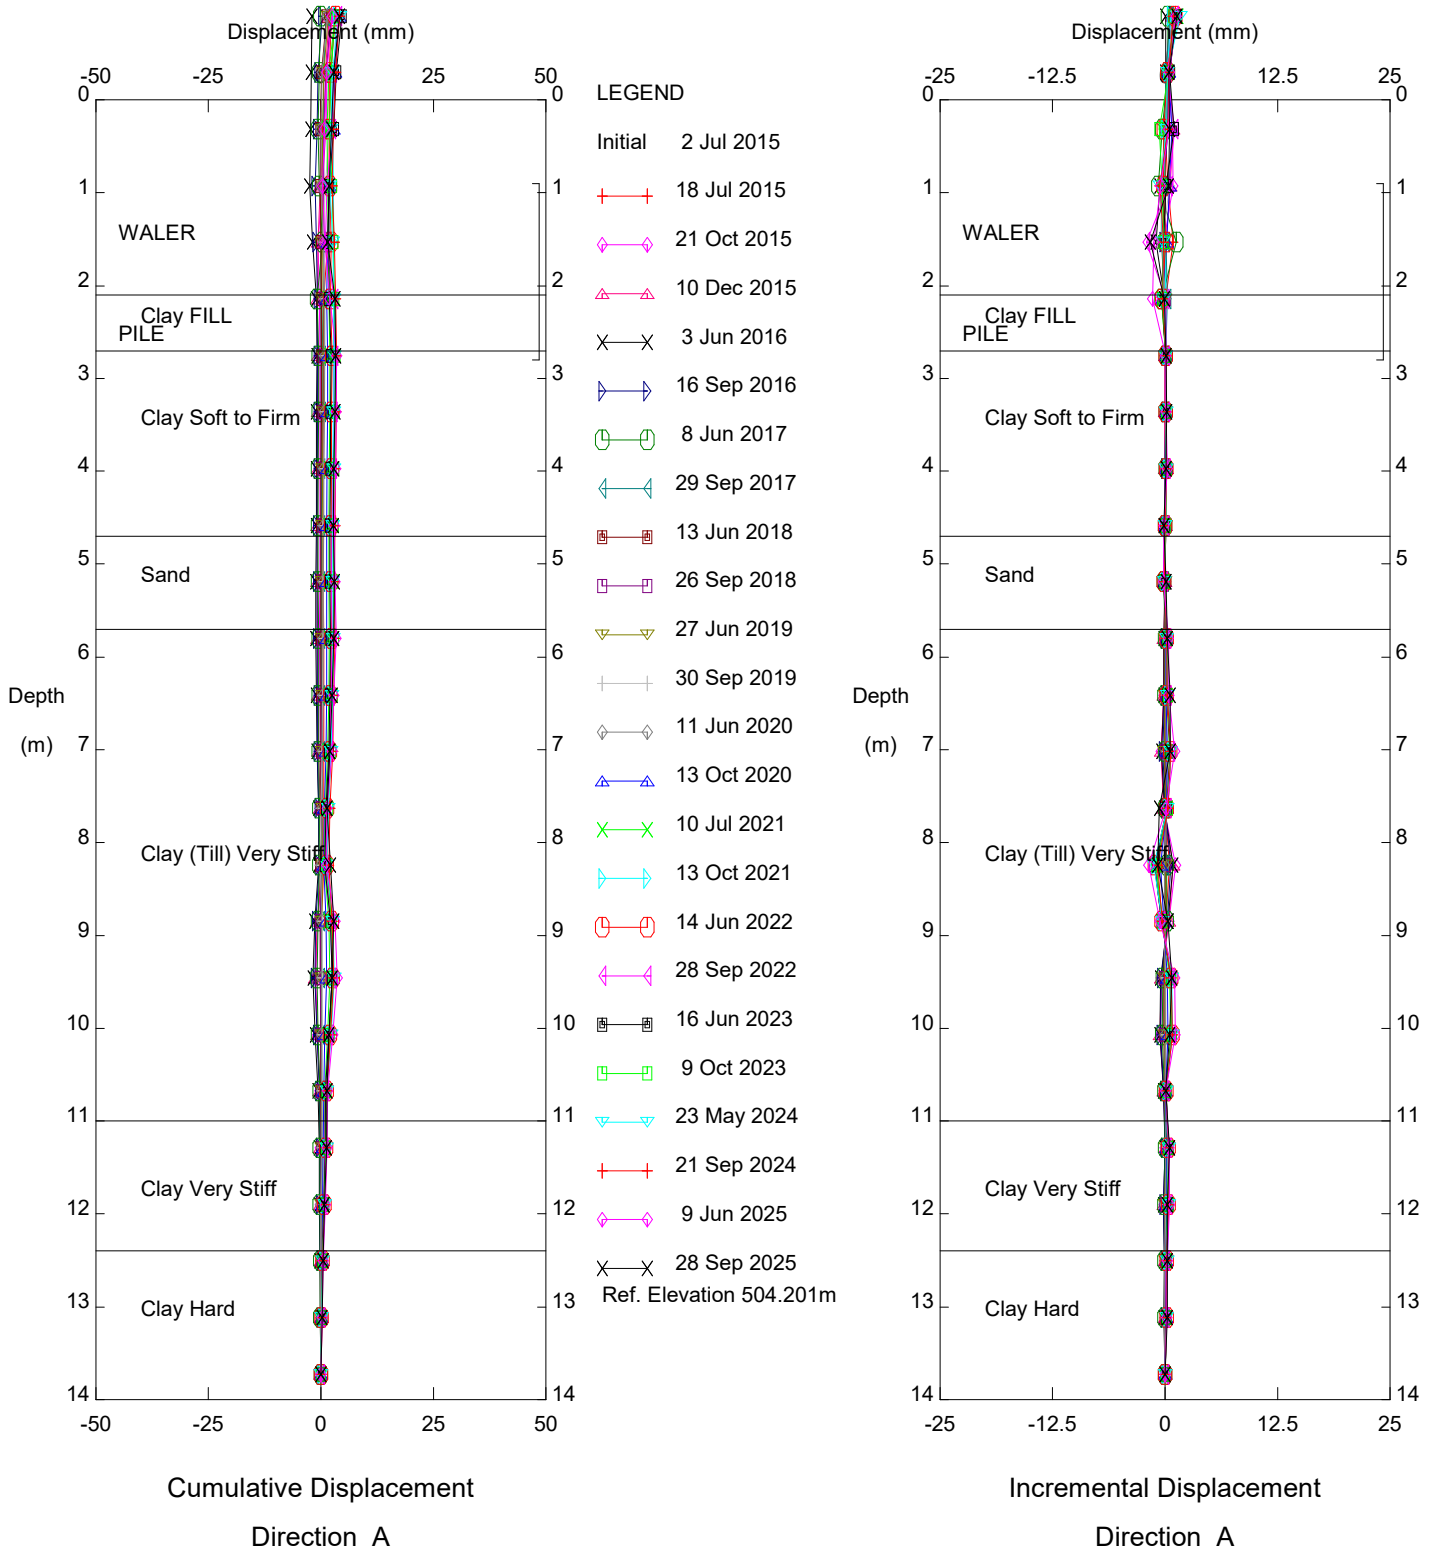 Displacement (mm)
-50 -25 0 25 50
0
1
2
3
4
5
6
7
8
9
10
11
12
13
14
Depth
(m)
0
1
2
3
4
5
6
7
8
9
10
11
12
13
14
WALER
Clay FILL
PILE
Clay Soft to Firm
Sand
Clay (Till) Very Stiff
Clay Very Stiff
Clay Hard
-50 -25 0 25 50
Cumulative Displacement
Direction A
LEGEND
Initial 2 Jul 2015
18 Jul 2015
21 Oct 2015
10 Dec 2015
3 Jun 2016
16 Sep 2016
8 Jun 2017
29 Sep 2017
13 Jun 2018
26 Sep 2018
27 Jun 2019
30 Sep 2019
11 Jun 2020
13 Oct 2020
10 Jul 2021
13 Oct 2021
14 Jun 2022
28 Sep 2022
16 Jun 2023
9 Oct 2023
23 May 2024
21 Sep 2024
9 Jun 2025
28 Sep 2025
Ref. Elevation 504.201m
Displacement (mm)
-25 -12.5 0 12.5 25
0
1
2
3
4
5
6
7
8
9
10
11
12
13
14
Depth
(m)
0
1
2
3
4
5
6
7
8
9
10
11
12
13
14
WALER
Clay FILL
PILE
Clay Soft to Firm
Sand
Clay (Till) Very Stiff
Clay Very Stiff
Clay Hard
-25 -12.5 0 12.5 25
Incremental Displacement
Direction A